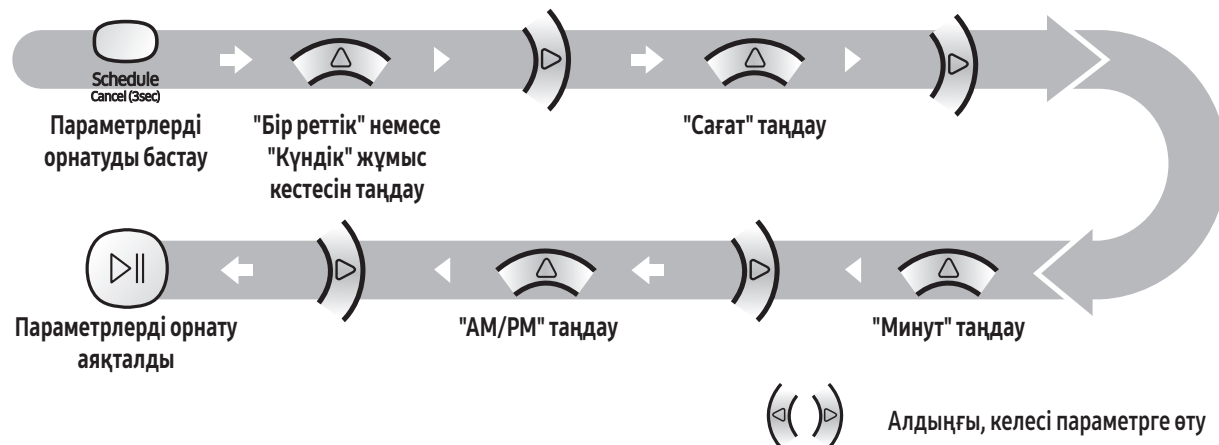 Schedule
Cancel (3sec)
Параметрлерді
орнатуды бастау
"Бір реттік" немесе
"Күндік" жұмыс
кестесін таңдау
"Сағат" таңдау
Параметрлерді орнату
аяқталды
"AM/PM" таңдау
"Минут" таңдау
Алдыңғы, келесі параметрге өту